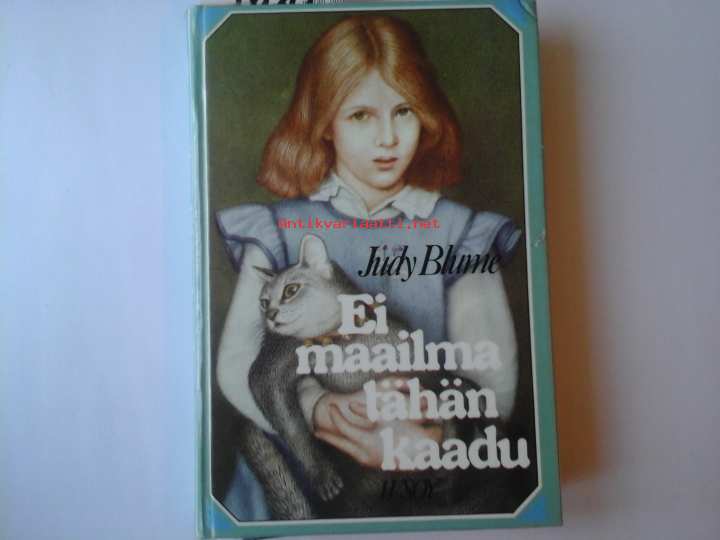 Antikvariaatti.net
Judy Blume
Ei
maailma
tähän
kaadu
WSOY